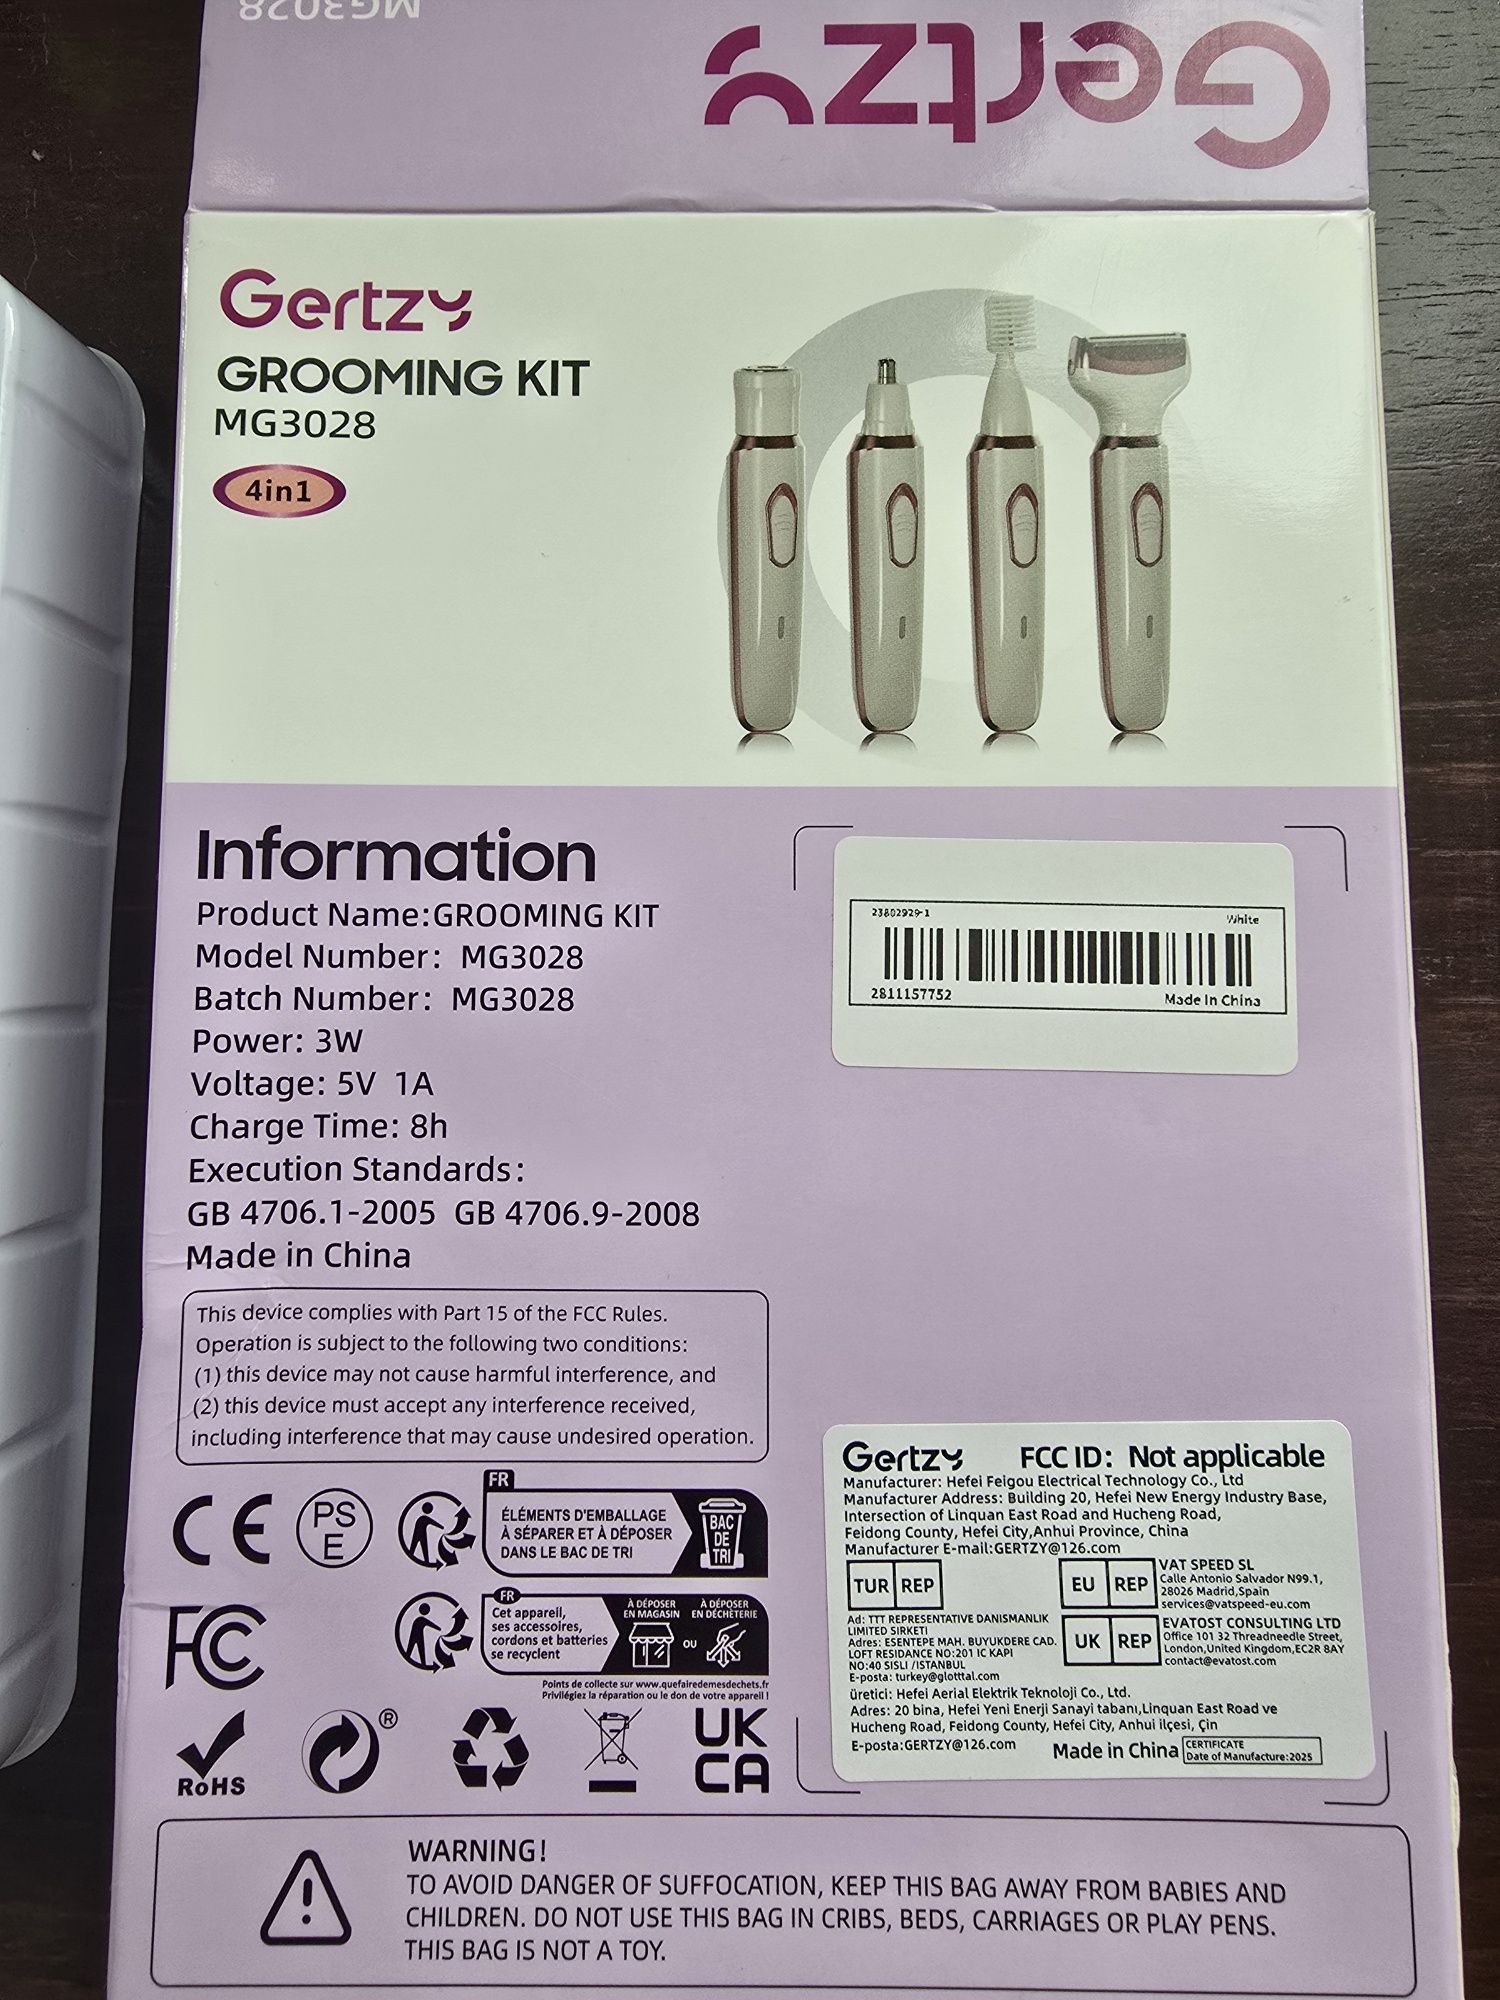 MG3028
Gertzy
Gertzy
GROOMING KIT
MG3028
4in1
Information
Product Name:GROOMING KIT
Model Number: MG3028
Batch Number: MG3028
Power: 3W
Voltage: 5V 1A
Charge Time: 8h
Execution Standards:
GB 4706.1-2005 GB 4706.9-2008
Made in China
23802929-1
White
2811157752
Made In China
This device complies with Part 15 of the FCC Rules.
Operation is subject to the following two conditions:
(1) this device may not cause harmful interference, and
(2) this device must accept any interference received,
including interference that may cause undesired operation.
CE
PS
E
FR
ÉLÉMENTS D'EMBALLAGE
À SÉPARER ET À DÉPOSER
DANS LE BAC DE TRI
BAC
DE
TRI
FC
FR
Cet appareil,
ses accessoires,
cordons et batteries
se recyclent
À DÉPOSER
EN MAGASIN
OU
À DÉPOSER
EN DÉCHÈTERIE
Points de collecte sur www.quefairedemesdechets.fr
Privilégiez la réparation ou le don de votre appareil !
RoHS
®
UK
CA
Gertzy FCC ID: Not applicable
Manufacturer: Hefei Feigou Electrical Technology Co., Ltd
Manufacturer Address: Building 20, Hefei New Energy Industry Base,
Intersection of Linquan East Road and Hucheng Road,
Feidong County, Hefei City,Anhui Province, China
Manufacturer E-mail:GERTZY@126.com
TUR REP
Ad: TTT REPRESENTATIVE DANISMANLIK
LIMITED SIRKETI
Adres: ESENTEPE MAH. BUYUKDERE CAD.
LOFT RESIDANCE NO:201 IC KAPI
NO:40 SISLI /ISTANBUL
E-posta: turkey@glotttal.com
EU REP
VAT SPEED SL
Calle Antonio Salvador N99.1,
28026 Madrid,Spain
services@vatspeed-eu.com
UK REP
EVATOST CONSULTING LTD
Office 101 32 Threadneedle Street,
London,United Kingdom,EC2R 8AY
contact@evatost.com
üretici: Hefei Aerial Elektrik Teknoloji Co., Ltd.
Adres: 20 bina, Hefei Yeni Enerji Sanayi tabanı,Linquan East Road ve
Hucheng Road, Feidong County, Hefei City, Anhui ilçesi, Çin
E-posta:GERTZY@126.com
Made in China
CERTIFICATE
Date of Manufacture:2025
WARNING!
TO AVOID DANGER OF SUFFOCATION, KEEP THIS BAG AWAY FROM BABIES AND
CHILDREN. DO NOT USE THIS BAG IN CRIBS, BEDS, CARRIAGES OR PLAY PENS.
THIS BAG IS NOT A TOY.